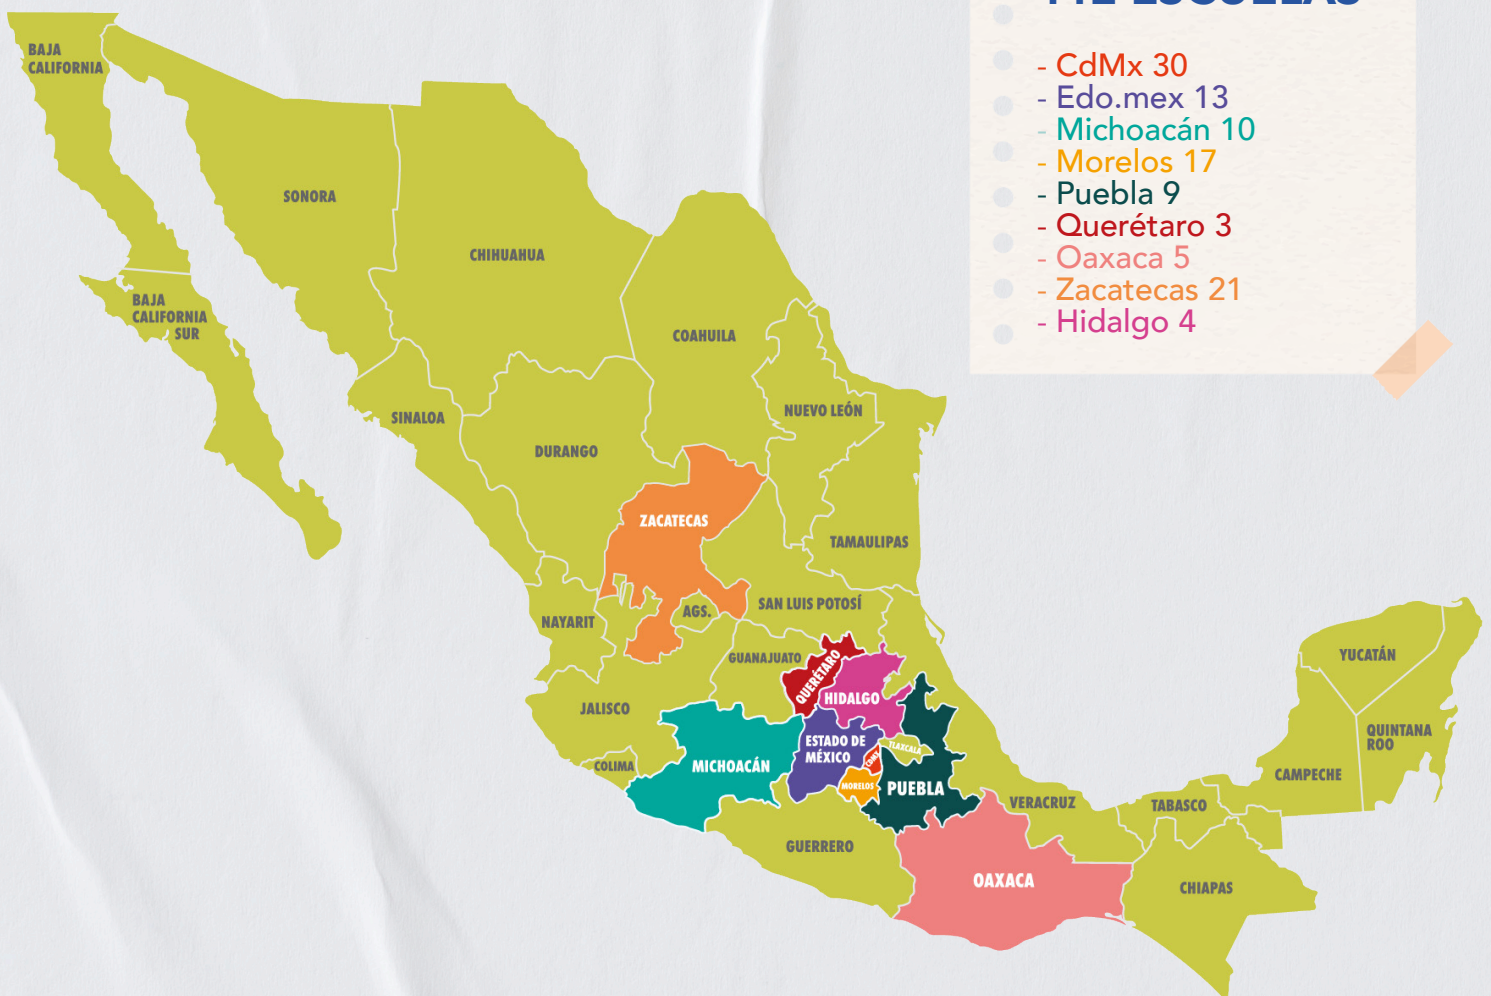 112 ESCUELAS
- CdMx 30
- Edo.mex 13
- Michoacán 10
- Morelos 17
- Puebla 9
- Querétaro 3
- Oaxaca 5
- Zacatecas 21
- Hidalgo 4
BAJA
CALIFORNIA
SONORA
CHIHUAHUA
BAJA
CALIFORNIA
SUR
COAHUILA
SINALOA
NUEVO LEÓN
DURANGO
ZACATECAS
TAMAULIPAS
NAYARIT
AGS.
SAN LUIS POTOSÍ
GUANAJUATO
QUERÉTARO
HIDALGO
JALISCO
COLIMA
MICHOACÁN
ESTADO DE
MÉXICO
CDMX
TLAXCALA
MORELOS
PUEBLA
VERACRUZ
GUERRERO
OAXACA
TABASCO
CHIAPAS
CAMPECHE
YUCATÁN
QUINTANA
ROO